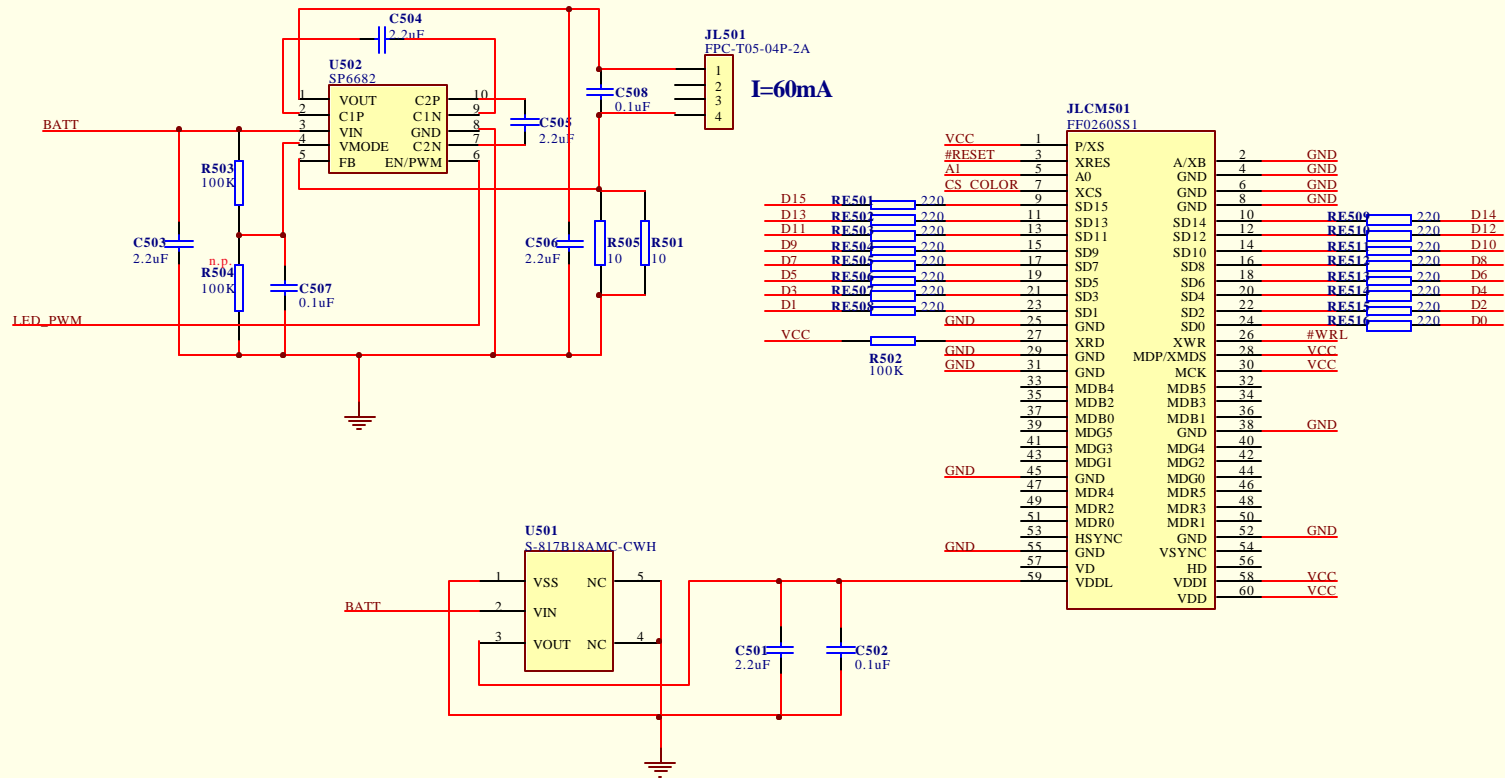 C504
2.2uF
U502
SP6682
1 VOUT C2P 10
2 C1P C1N 9
3 VIN GND 8
4 VMODE C2N 7
5 FB EN/PWM 6
C505
2.2uF
BATT
R503
100K
C503
2.2uF
n.p.
R504
100K
C507
0.1uF
LED_PWM
C506
2.2uF
R505
10
R501
10
C508
0.1uF
JL501
FPC-T05-04P-2A
1
2
3
4
I=60mA
JLCM501
FF0260SS1
VCC 1 P/XS
#RESET 3 XRES A/XB 2 GND
A1 5 A0 GND 4 GND
CS_COLOR 7 XCS GND 6 GND
D15 RE501 220 9 SD15 GND 8 GND
D13 RE502 220 11 SD13 SD14 10 RE509 220 D14
D11 RE503 220 13 SD11 SD12 12 RE510 220 D12
D9 RE504 220 15 SD9 SD10 14 RE511 220 D10
D7 RE505 220 17 SD7 SD8 16 RE512 220 D8
D5 RE506 220 19 SD5 SD6 18 RE513 220 D6
D3 RE507 220 21 SD3 SD4 20 RE514 220 D4
D1 RE508 220 23 SD1 SD2 22 RE515 220 D2
GND 25 GND SD0 24 RE516 220 D0
VCC 27 XRD XWR 26 #WRL
R502
100K
GND 29 GND MDP/XMDS 28 VCC
GND 31 GND MCK 30 VCC
33 MDB4 MDB5 32
35 MDB2 MDB3 34
37 MDB0 MDB1 36
39 MDG5 GND 38 GND
41 MDG3 MDG4 40
43 MDG1 MDG2 42
GND 45 GND MDG0 44
47 MDR4 MDR5 46
49 MDR2 MDR3 48
51 MDR0 MDR1 50
53 HSYNC GND 52 GND
GND 55 GND VSYNC 54
57 VD HD 56
59 VDDL VDDI 58 VCC
VDD 60 VCC
U501
S-817B18AMC-CWH
1 VSS NC 5
BATT 2 VIN
3 VOUT NC 4
C501
2.2uF
C502
0.1uF